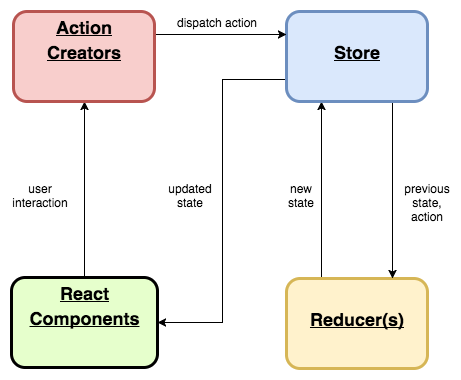 Action
Creators
dispatch action
Store
user
interaction
updated
state
new
state
previous
state,
action
React
Components
Reducer(s)